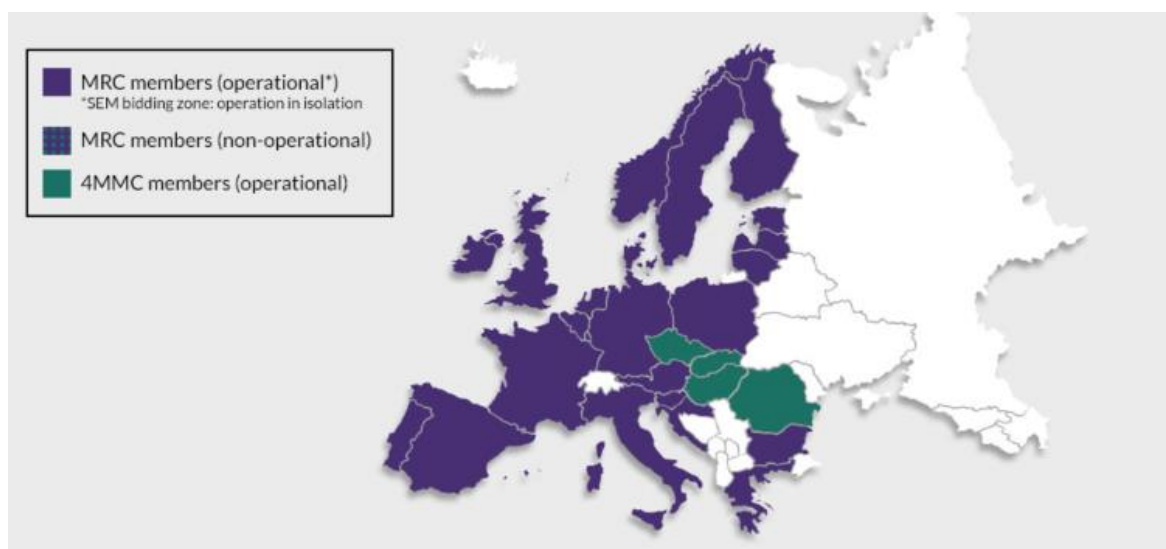 MRC members (operational*)
*SEM bidding zone: operation in isolation
MRC members (non-operational)
4MMC members (operational)